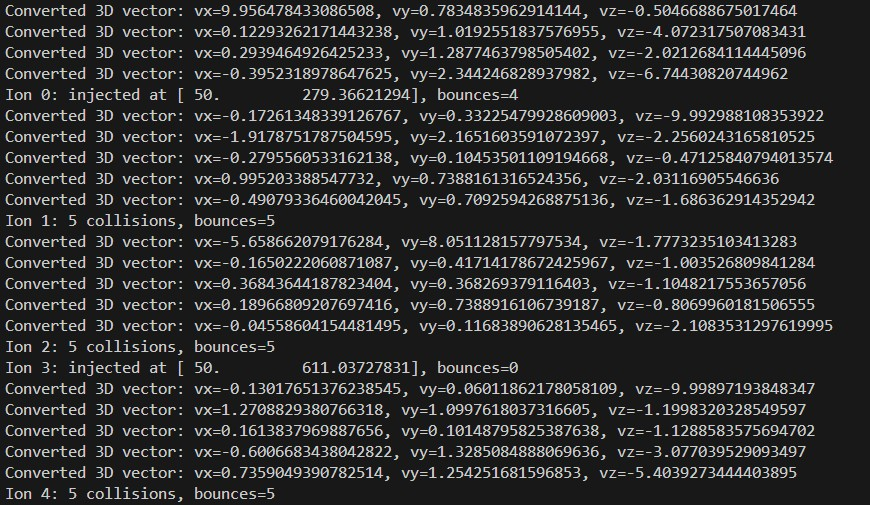 Converted 3D vector: vx=9.956478433086508, vy=0.7834835962914144, vz=-0.5046688675017464
Converted 3D vector: vx=0.12293262171443238, vy=1.0192551837576955, vz=-4.072317507083431
Converted 3D vector: vx=0.2939464926425233, vy=1.2877463798505402, vz=-2.0212684114445096
Converted 3D vector: vx=-0.3952318978647625, vy=2.344246828937982, vz=-6.74430820744962
Ion 0: injected at [ 50.         279.36621294], bounces=4
Converted 3D vector: vx=-0.17261348339126767, vy=0.33225479928609003, vz=-9.992988108353922
Converted 3D vector: vx=-1.9178751787504595, vy=2.1651603591072397, vz=-2.2560243165810525
Converted 3D vector: vx=-0.2795560533162138, vy=0.10453501109194668, vz=-0.47125840794013574
Converted 3D vector: vx=0.995203388547732, vy=0.7388161316524356, vz=-2.03116905546636
Converted 3D vector: vx=-0.49079336460042045, vy=0.7092594268875136, vz=-1.686362914352942
Ion 1: 5 collisions, bounces=5
Converted 3D vector: vx=-5.658662079176284, vy=8.051128157797534, vz=-1.7773235103413283
Converted 3D vector: vx=-0.1650222060871087, vy=0.41714178672425967, vz=-1.003526809841284
Converted 3D vector: vx=0.36843644187823404, vy=0.368269379116403, vz=-1.1048217553657056
Converted 3D vector: vx=0.18966809207697416, vy=0.7388916106739187, vz=-0.8069960181506555
Converted 3D vector: vx=-0.04558604154481495, vy=0.11683890628135465, vz=-2.1083531297619995
Ion 2: 5 collisions, bounces=5
Ion 3: injected at [ 50.         611.03727831], bounces=0
Converted 3D vector: vx=-0.13017651376238545, vy=0.06011862178058109, vz=-9.99897193848347
Converted 3D vector: vx=1.2708829380766318, vy=1.0997618037316605, vz=-1.1998320328549597
Converted 3D vector: vx=0.1613837969887656, vy=0.10148795825387638, vz=-1.1288583575694702
Converted 3D vector: vx=-0.6006683438042822, vy=1.3285084888069636, vz=-3.077039529093497
Converted 3D vector: vx=0.7359049390782514, vy=1.254251681596853, vz=-5.4039273444403895
Ion 4: 5 collisions, bounces=5